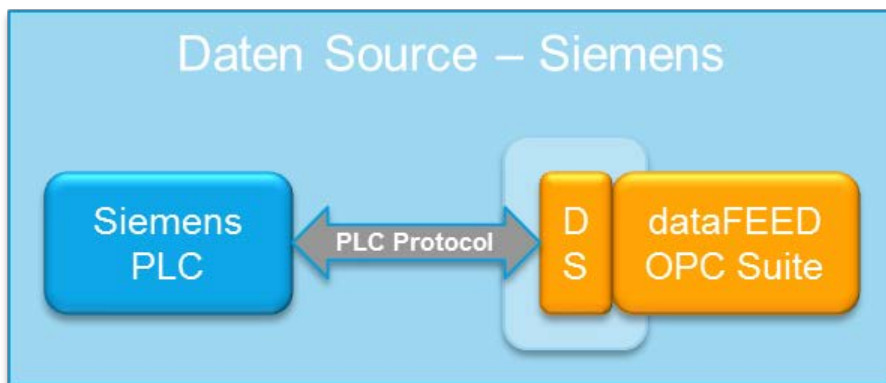 Daten Source – Siemens
Siemens
PLC
PLC Protocol
D
S
dataFEED
OPC Suite